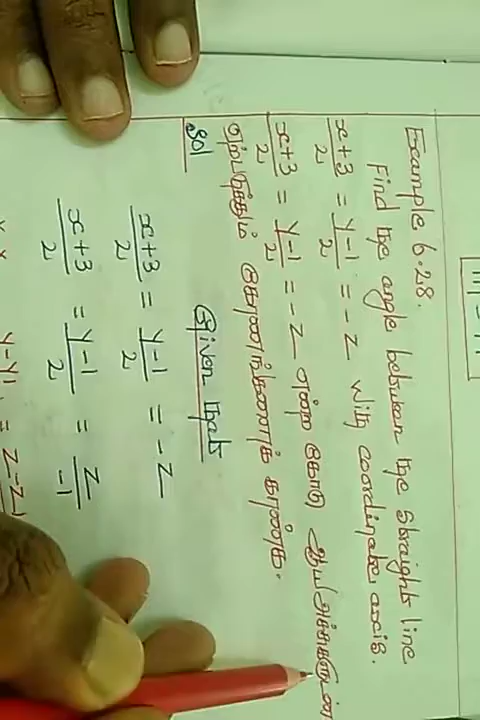 Example 6.28.
Find the angle between the straight line
x+3/2 = y-1/2 = -z with coordinate axis.
x+3/2 = y-1/2 = -z என்ற கோடு ஆய அச்சுகளுடன்
ஏற்படுத்தும் கோணங்களைக் காண்க.
Sol
Given that
x+3/2 = y-1/2 = -z
x+3/2 = y-1/2 = z/-1